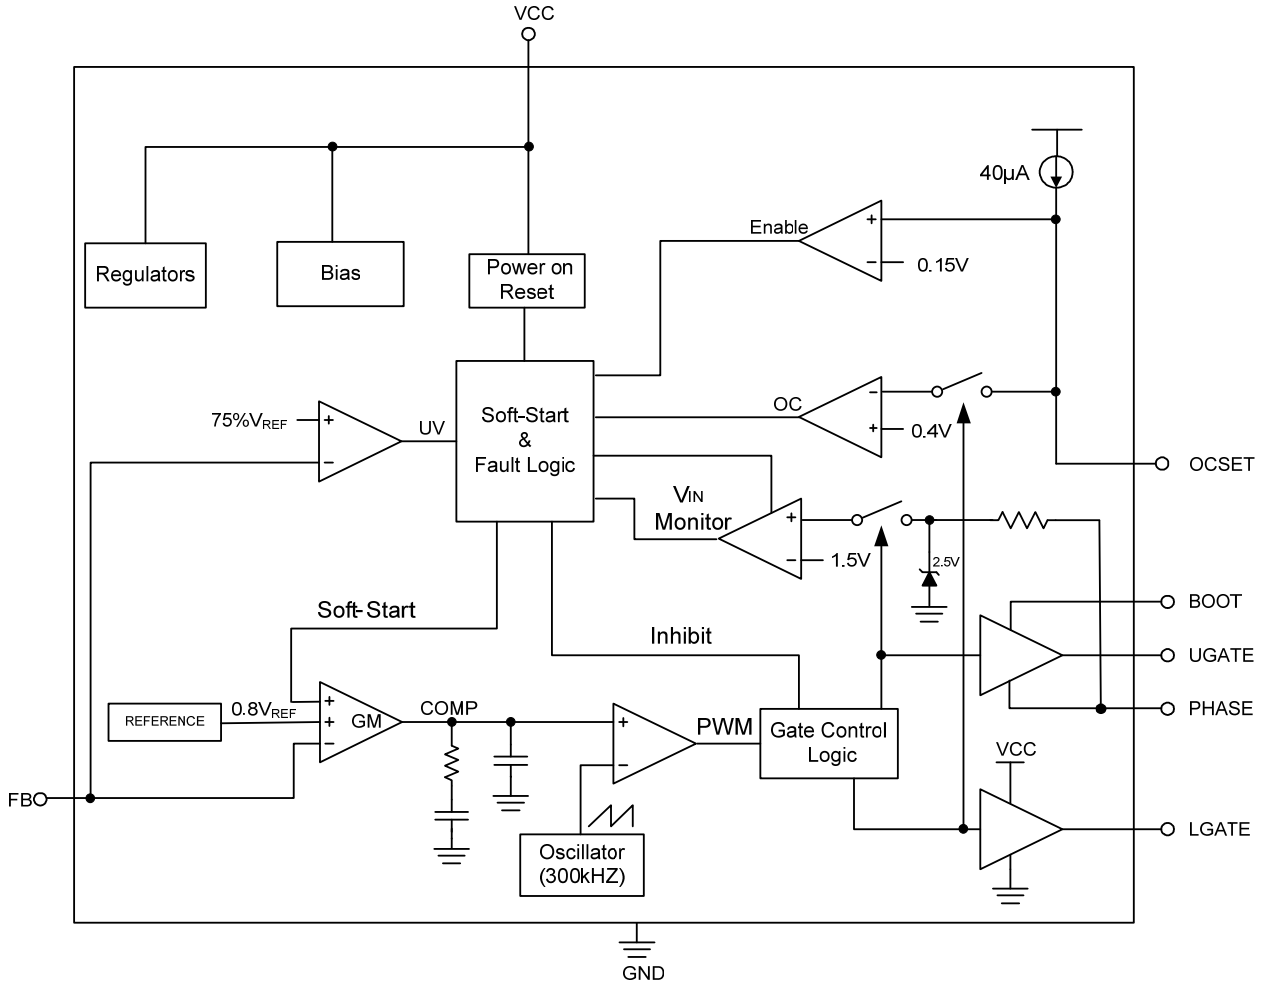 VCC
40µA
Enable
+
−
0.15V
Regulators
Bias
Power on
Reset
75%VREF
+
−
UV
Soft-Start
&
Fault Logic
OC
−
+
0.4V
OCSET
VIN
Monitor
+
−
1.5V
2.5V
BOOT
UGATE
PHASE
Soft-Start
Inhibit
REFERENCE
0.8VREF
+
+
−
GM
COMP
+
−
PWM
Gate Control
Logic
VCC
LGATE
FB
Oscillator
(300kHZ)
GND